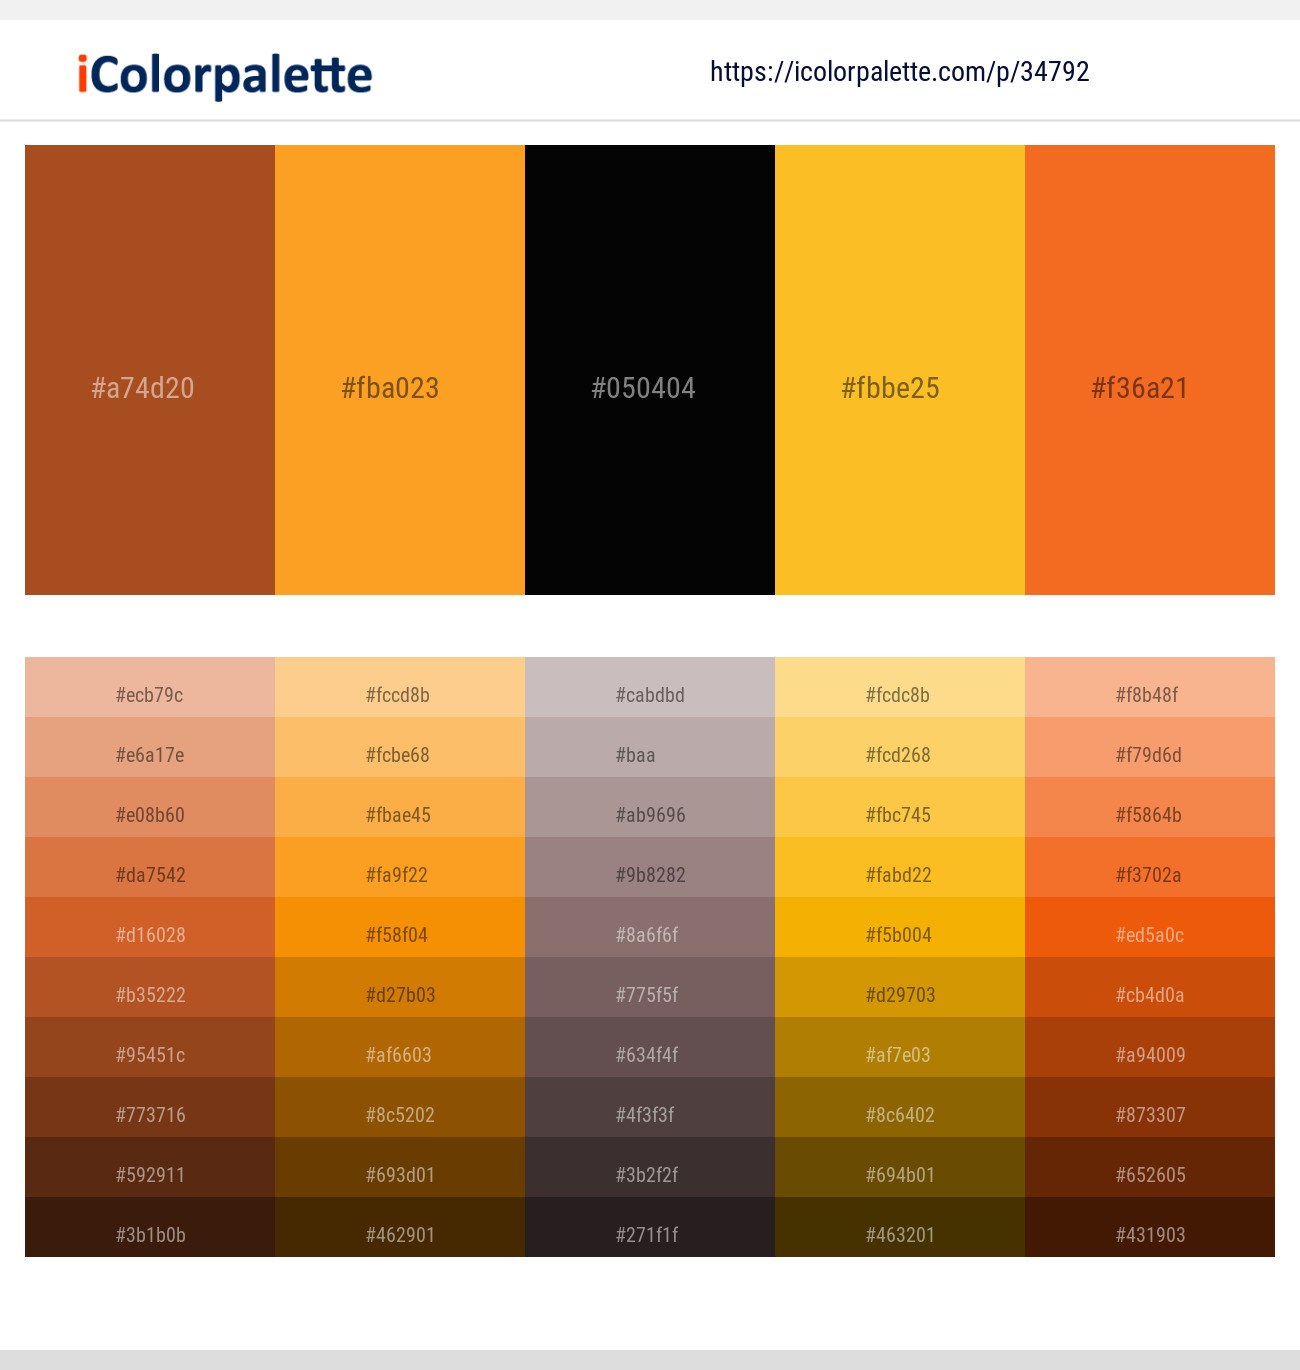 iColorpalette
https://icolorpalette.com/p/34792
#a74d20 #fba023 #050404 #fbbe25 #f36a21
#ecb79c #fccd8b #cabdbd #fcdc8b #f8b48f
#e6a17e #fcbe68 #baa #fcd268 #f79d6d
#e08b60 #fbae45 #ab9696 #fbc745 #f5864b
#da7542 #fa9f22 #9b8282 #fabd22 #f3702a
#d16028 #f58f04 #8a6f6f #f5b004 #ed5a0c
#b35222 #d27b03 #775f5f #d29703 #cb4d0a
#95451c #af6603 #634f4f #af7e03 #a94009
#773716 #8c5202 #4f3f3f #8c6402 #873307
#592911 #693d01 #3b2f2f #694b01 #652605
#3b1b0b #462901 #271f1f #463201 #431903